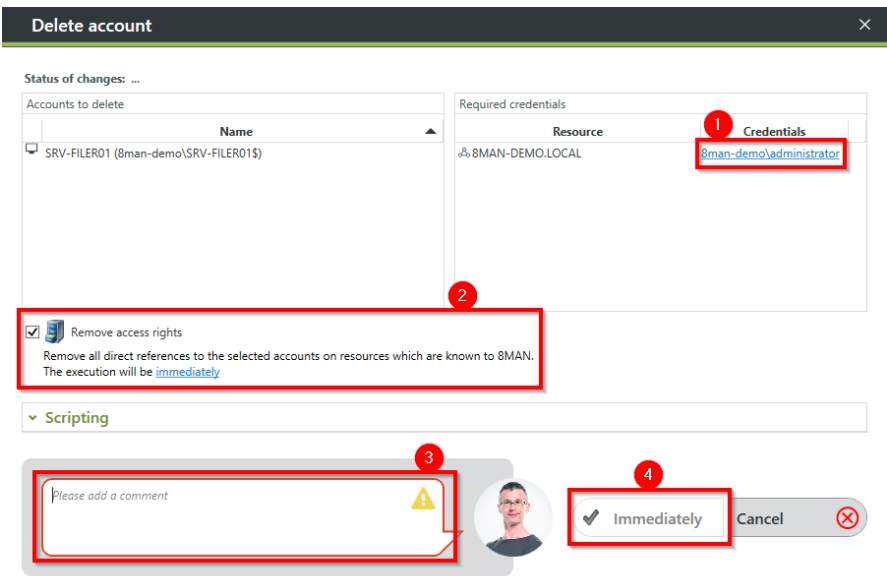 Delete account
Status of changes: ...
Accounts to delete
Name
SRV-FILER01 (8man-demo\SRV-FILER01$)
Required credentials
1
Resource
Credentials
8MAN-DEMO.LOCAL
8man-demo\administrator
2
Remove access rights
Remove all direct references to the selected accounts on resources which are known to 8MAN.
The execution will be immediately
Scripting
3
Please add a comment
4
Immediately
Cancel